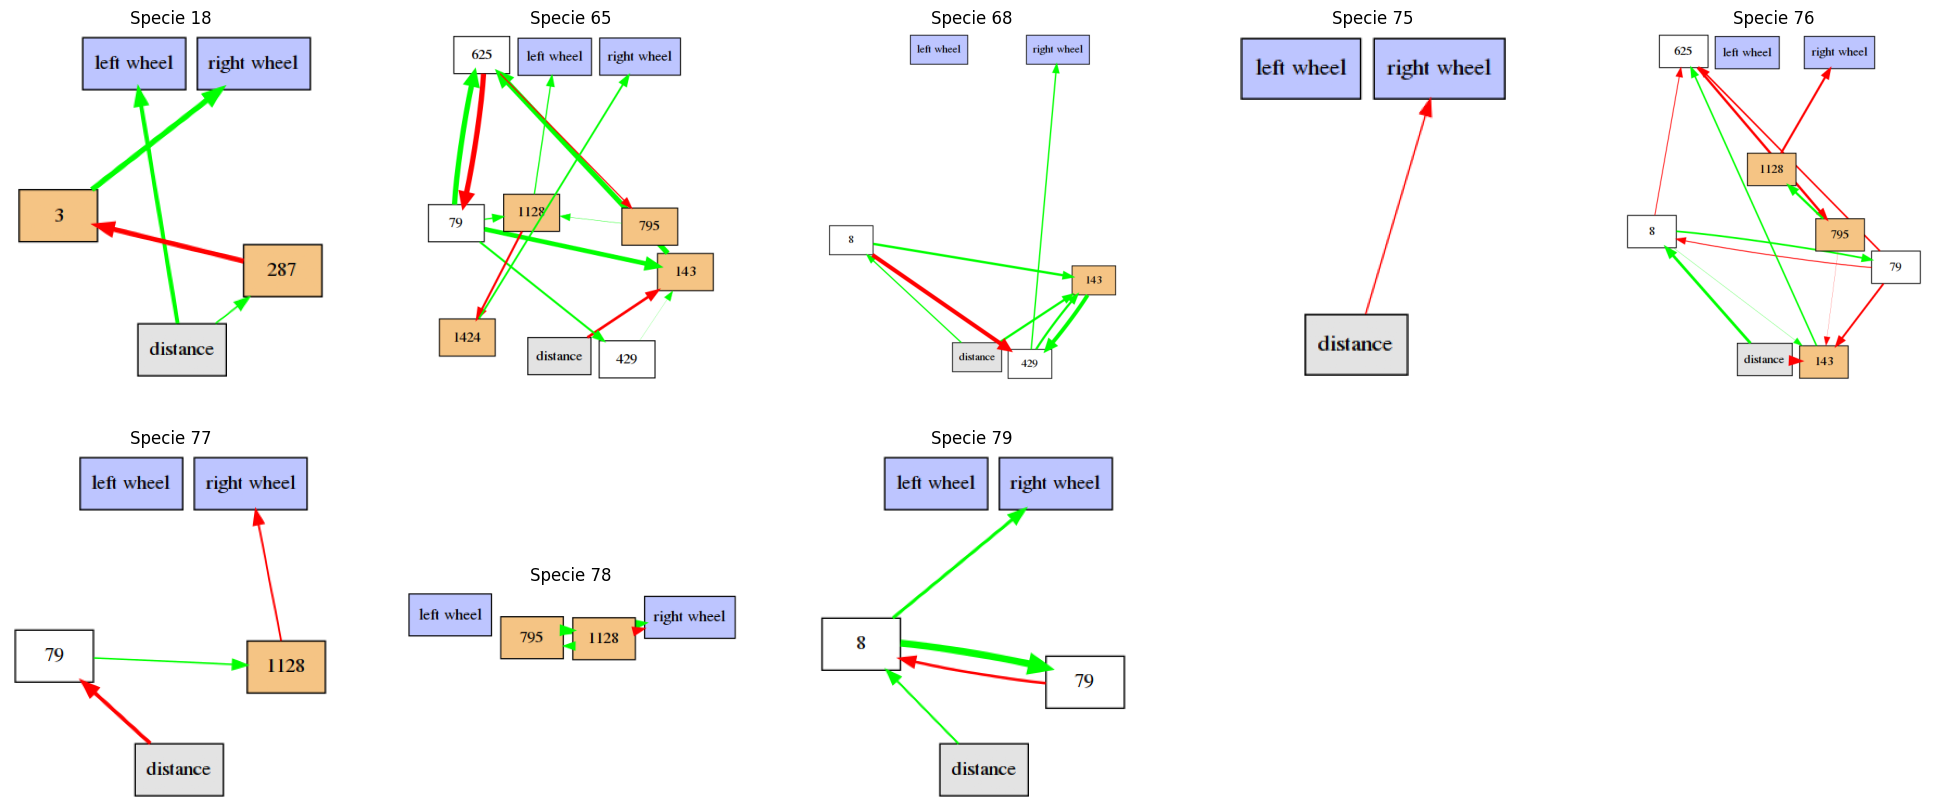 Specie 18
left wheel
right wheel
3
287
distance
Specie 65
625
left wheel
right wheel
79
1128
795
143
1424
distance
429
Specie 68
left wheel
right wheel
8
143
distance
429
Specie 75
left wheel
right wheel
distance
Specie 76
625
left wheel
right wheel
1128
8
795
79
distance
143
Specie 77
left wheel
right wheel
79
1128
distance
Specie 78
left wheel
795
1128
right wheel
Specie 79
left wheel
right wheel
8
79
distance